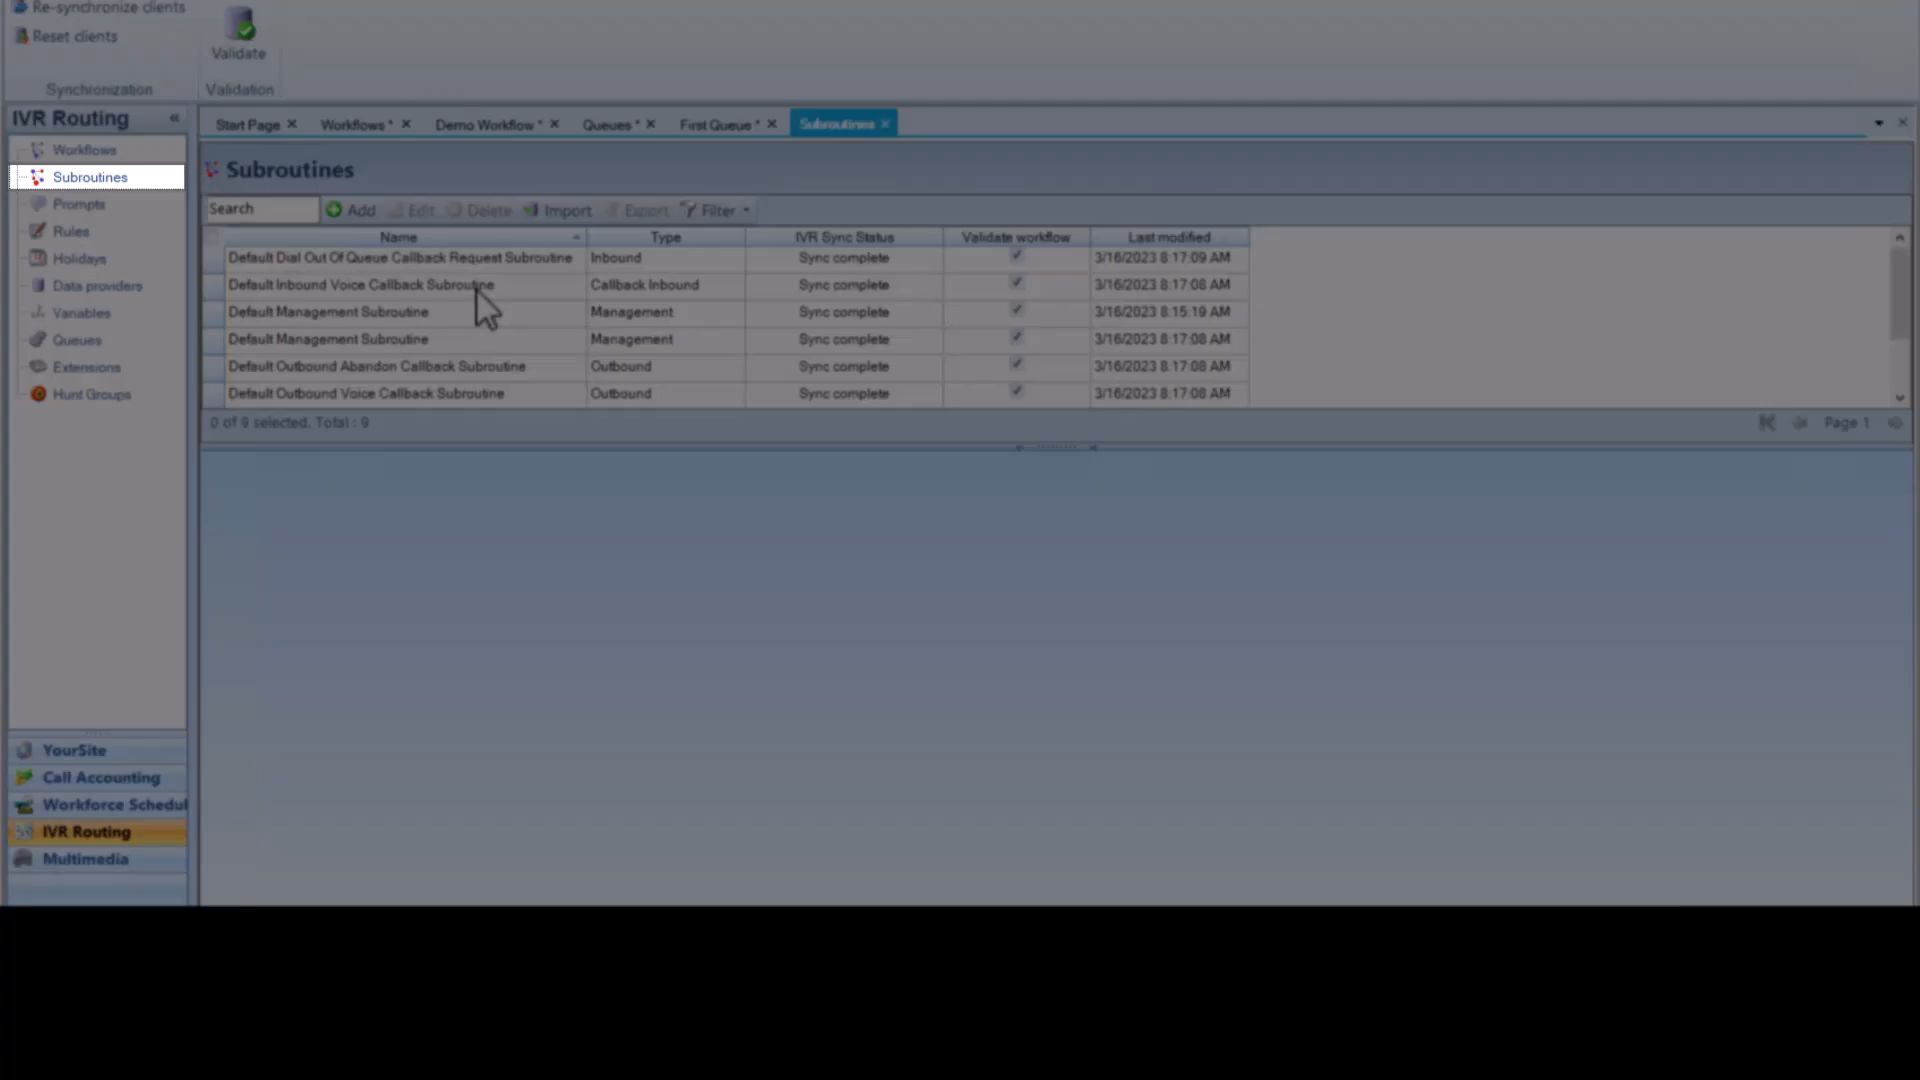 Re-synchronize clients
Reset clients
Validate
Synchronization
Validation
IVR Routing «
Start Page × Workflows * × Demo Workflow * × Queues * × First Queue * × Subroutines ×
Workflows
Subroutines
Prompts
Rules
Holidays
Data providers
Variables
Queues
Extensions
Hunt Groups
Subroutines
Search Add Edit Delete Import Export Filter
Name Type IVR Sync Status Validate workflow Last modified
Default Dial Out Of Queue Callback Request Subroutine Inbound Sync complete 3/16/2023 8:17:09 AM
Default Inbound Voice Callback Subroutine Callback Inbound Sync complete 3/16/2023 8:17:08 AM
Default Management Subroutine Management Sync complete 3/16/2023 8:15:19 AM
Default Management Subroutine Management Sync complete 3/16/2023 8:17:08 AM
Default Outbound Abandon Callback Subroutine Outbound Sync complete 3/16/2023 8:17:08 AM
Default Outbound Voice Callback Subroutine Outbound Sync complete 3/16/2023 8:17:08 AM
0 of 9 selected, Total : 9
Page 1
YourSite
Call Accounting
Workforce Schedul
IVR Routing
Multimedia